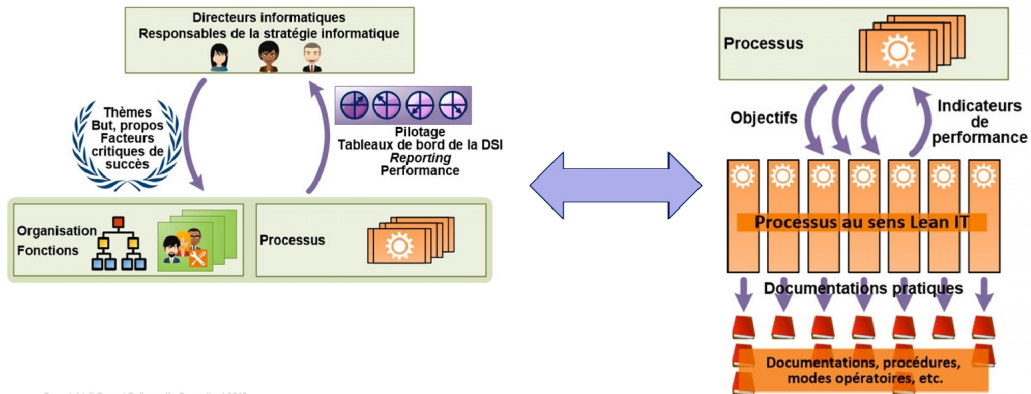 Directeurs informatiques
Responsables de la stratégie informatique
Thèmes
But, propos
Facteurs
critiques de
succès
Pilotage
Tableaux de bord de la DSI
Reporting
Performance
Organisation
Fonctions
Processus
Processus
Objectifs
Indicateurs
de
performance
Processus au sens Lean IT
Documentations pratiques
Documentations, procédures,
modes opératoires, etc.